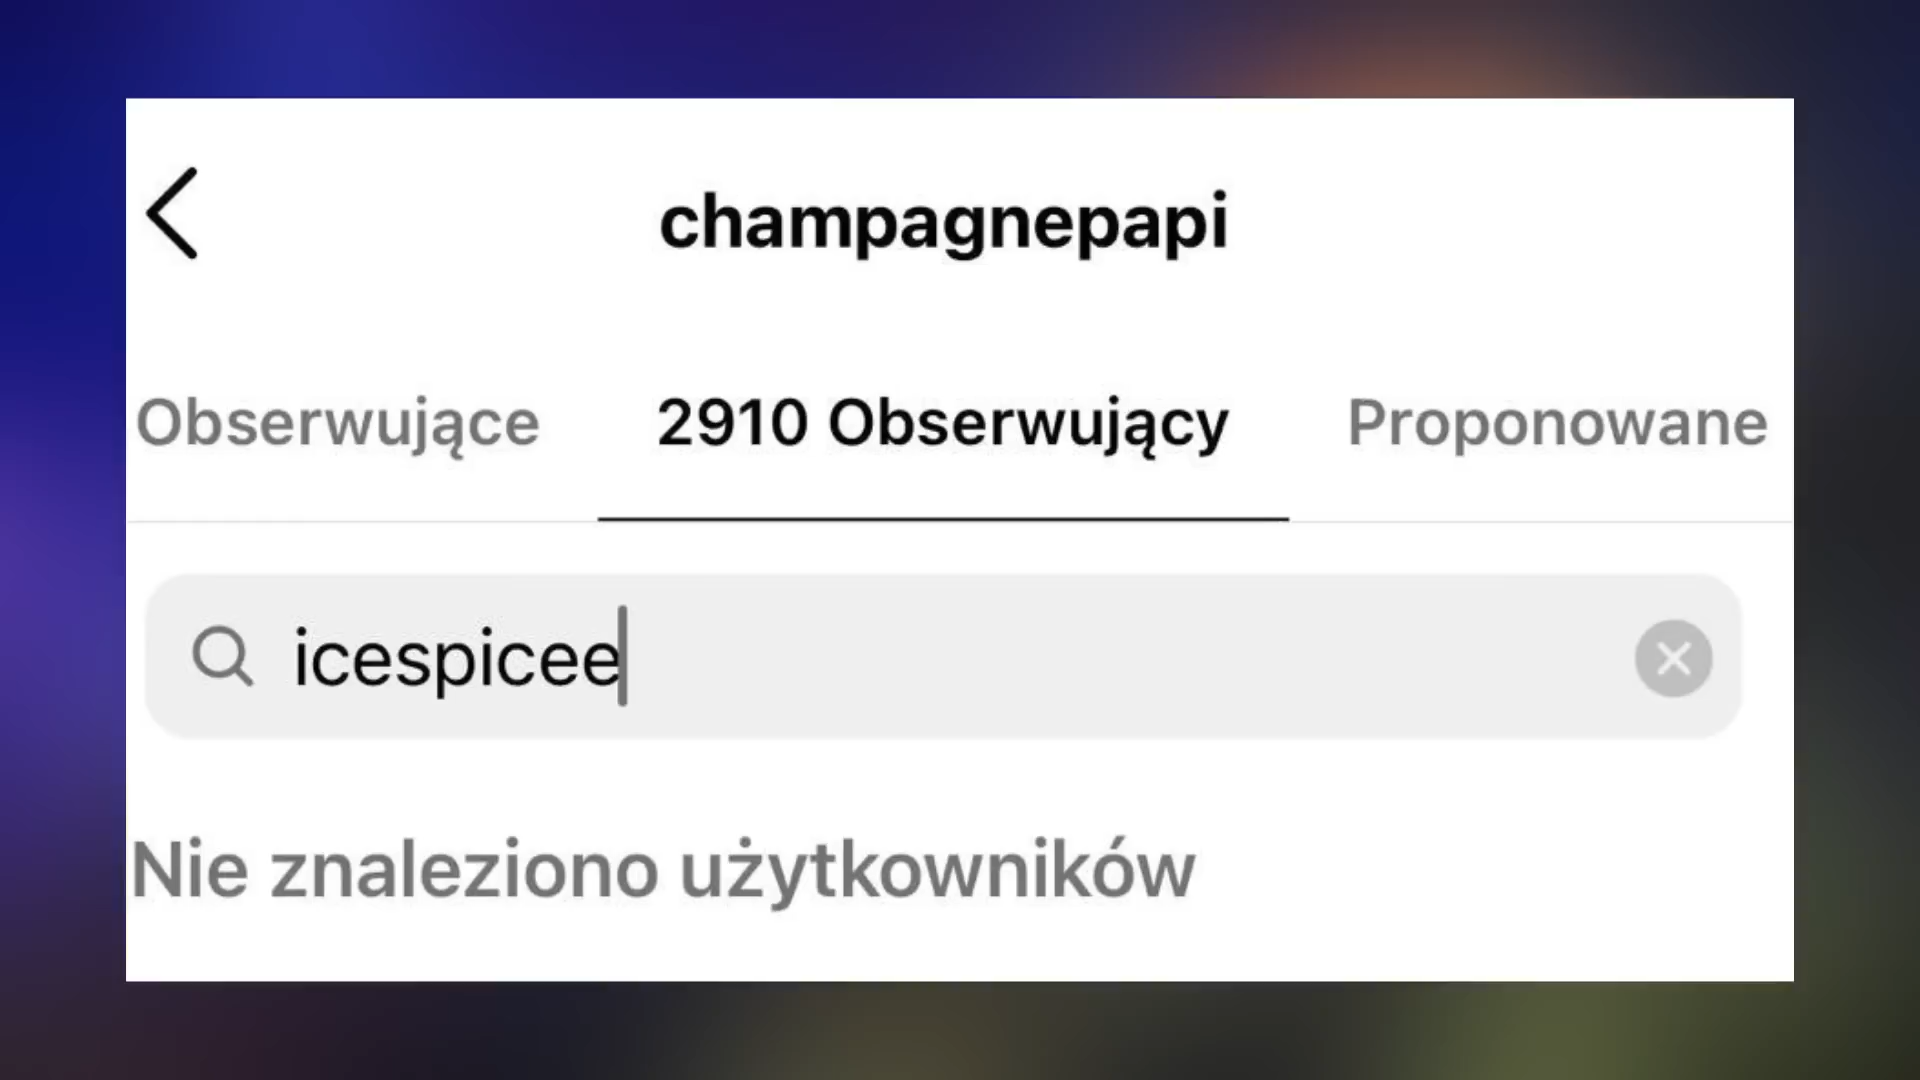 champagnepapi
Obserwujące 2910 Obserwujący Proponowane
icespicee
Nie znaleziono użytkowników